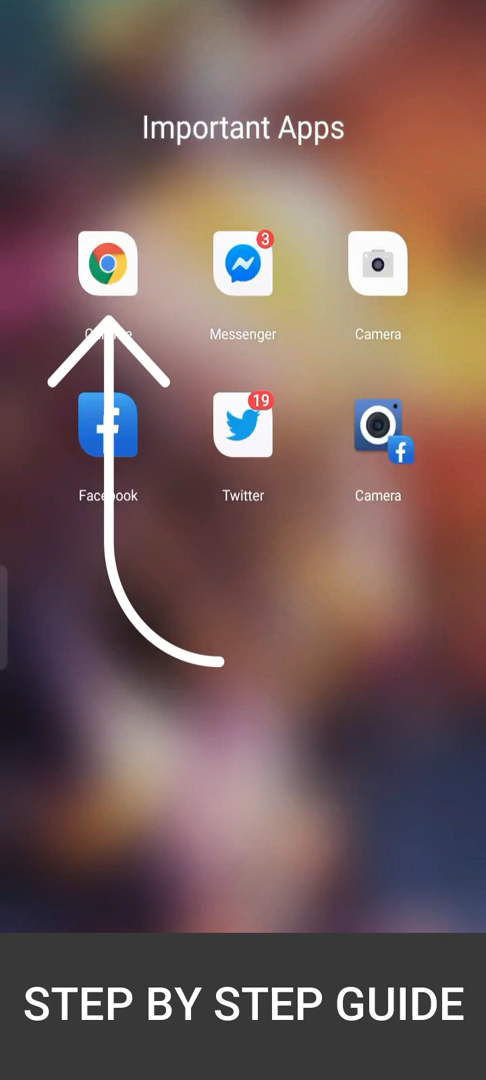 Important Apps
3
Messenger
Camera
19
Twitter
Camera
STEP BY STEP GUIDE